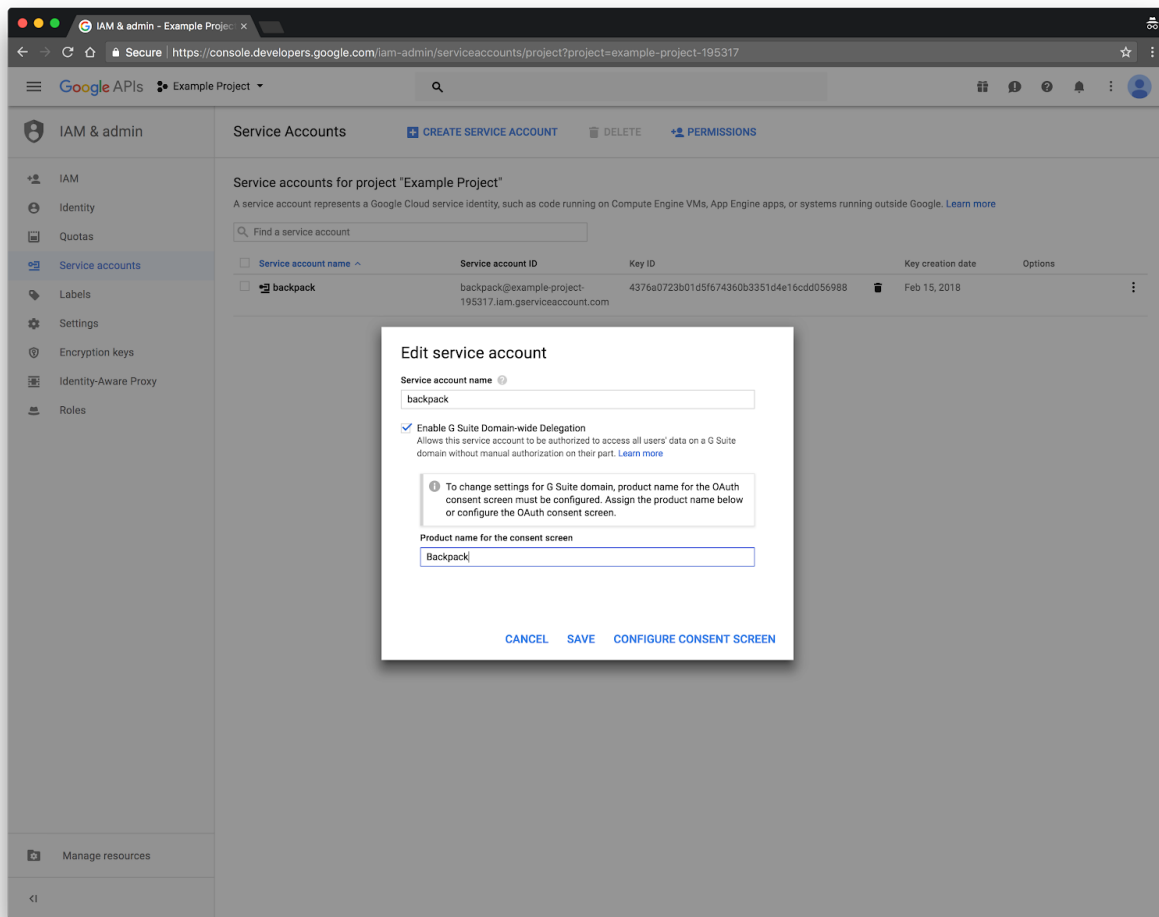 IAM & admin - Example Projec
Secure | https://console.developers.google.com/iam-admin/serviceaccounts/project?project=example-project-195317
Google APIs Example Project
IAM & admin
Service Accounts
CREATE SERVICE ACCOUNT
DELETE
PERMISSIONS
IAM
Identity
Quotas
Service accounts
Labels
Settings
Encryption keys
Identity-Aware Proxy
Roles
Manage resources
Service accounts for project "Example Project"
A service account represents a Google Cloud service identity, such as code running on Compute Engine VMs, App Engine apps, or systems running outside Google. Learn more
Find a service account
Service account name Service account ID Key ID Key creation date Options
backpack backpack@example-project- 4376a0723b01d5f674360b3351d4e16cdd056988 Feb 15, 2018
195317.iam.gserviceaccount.com
Edit service account
Service account name
backpack
Enable G Suite Domain-wide Delegation
Allows this service account to be authorized to access all users' data on a G Suite
domain without manual authorization on their part. Learn more
To change settings for G Suite domain, product name for the OAuth
consent screen must be configured. Assign the product name below
or configure the OAuth consent screen.
Product name for the consent screen
Backpack
CANCEL SAVE CONFIGURE CONSENT SCREEN